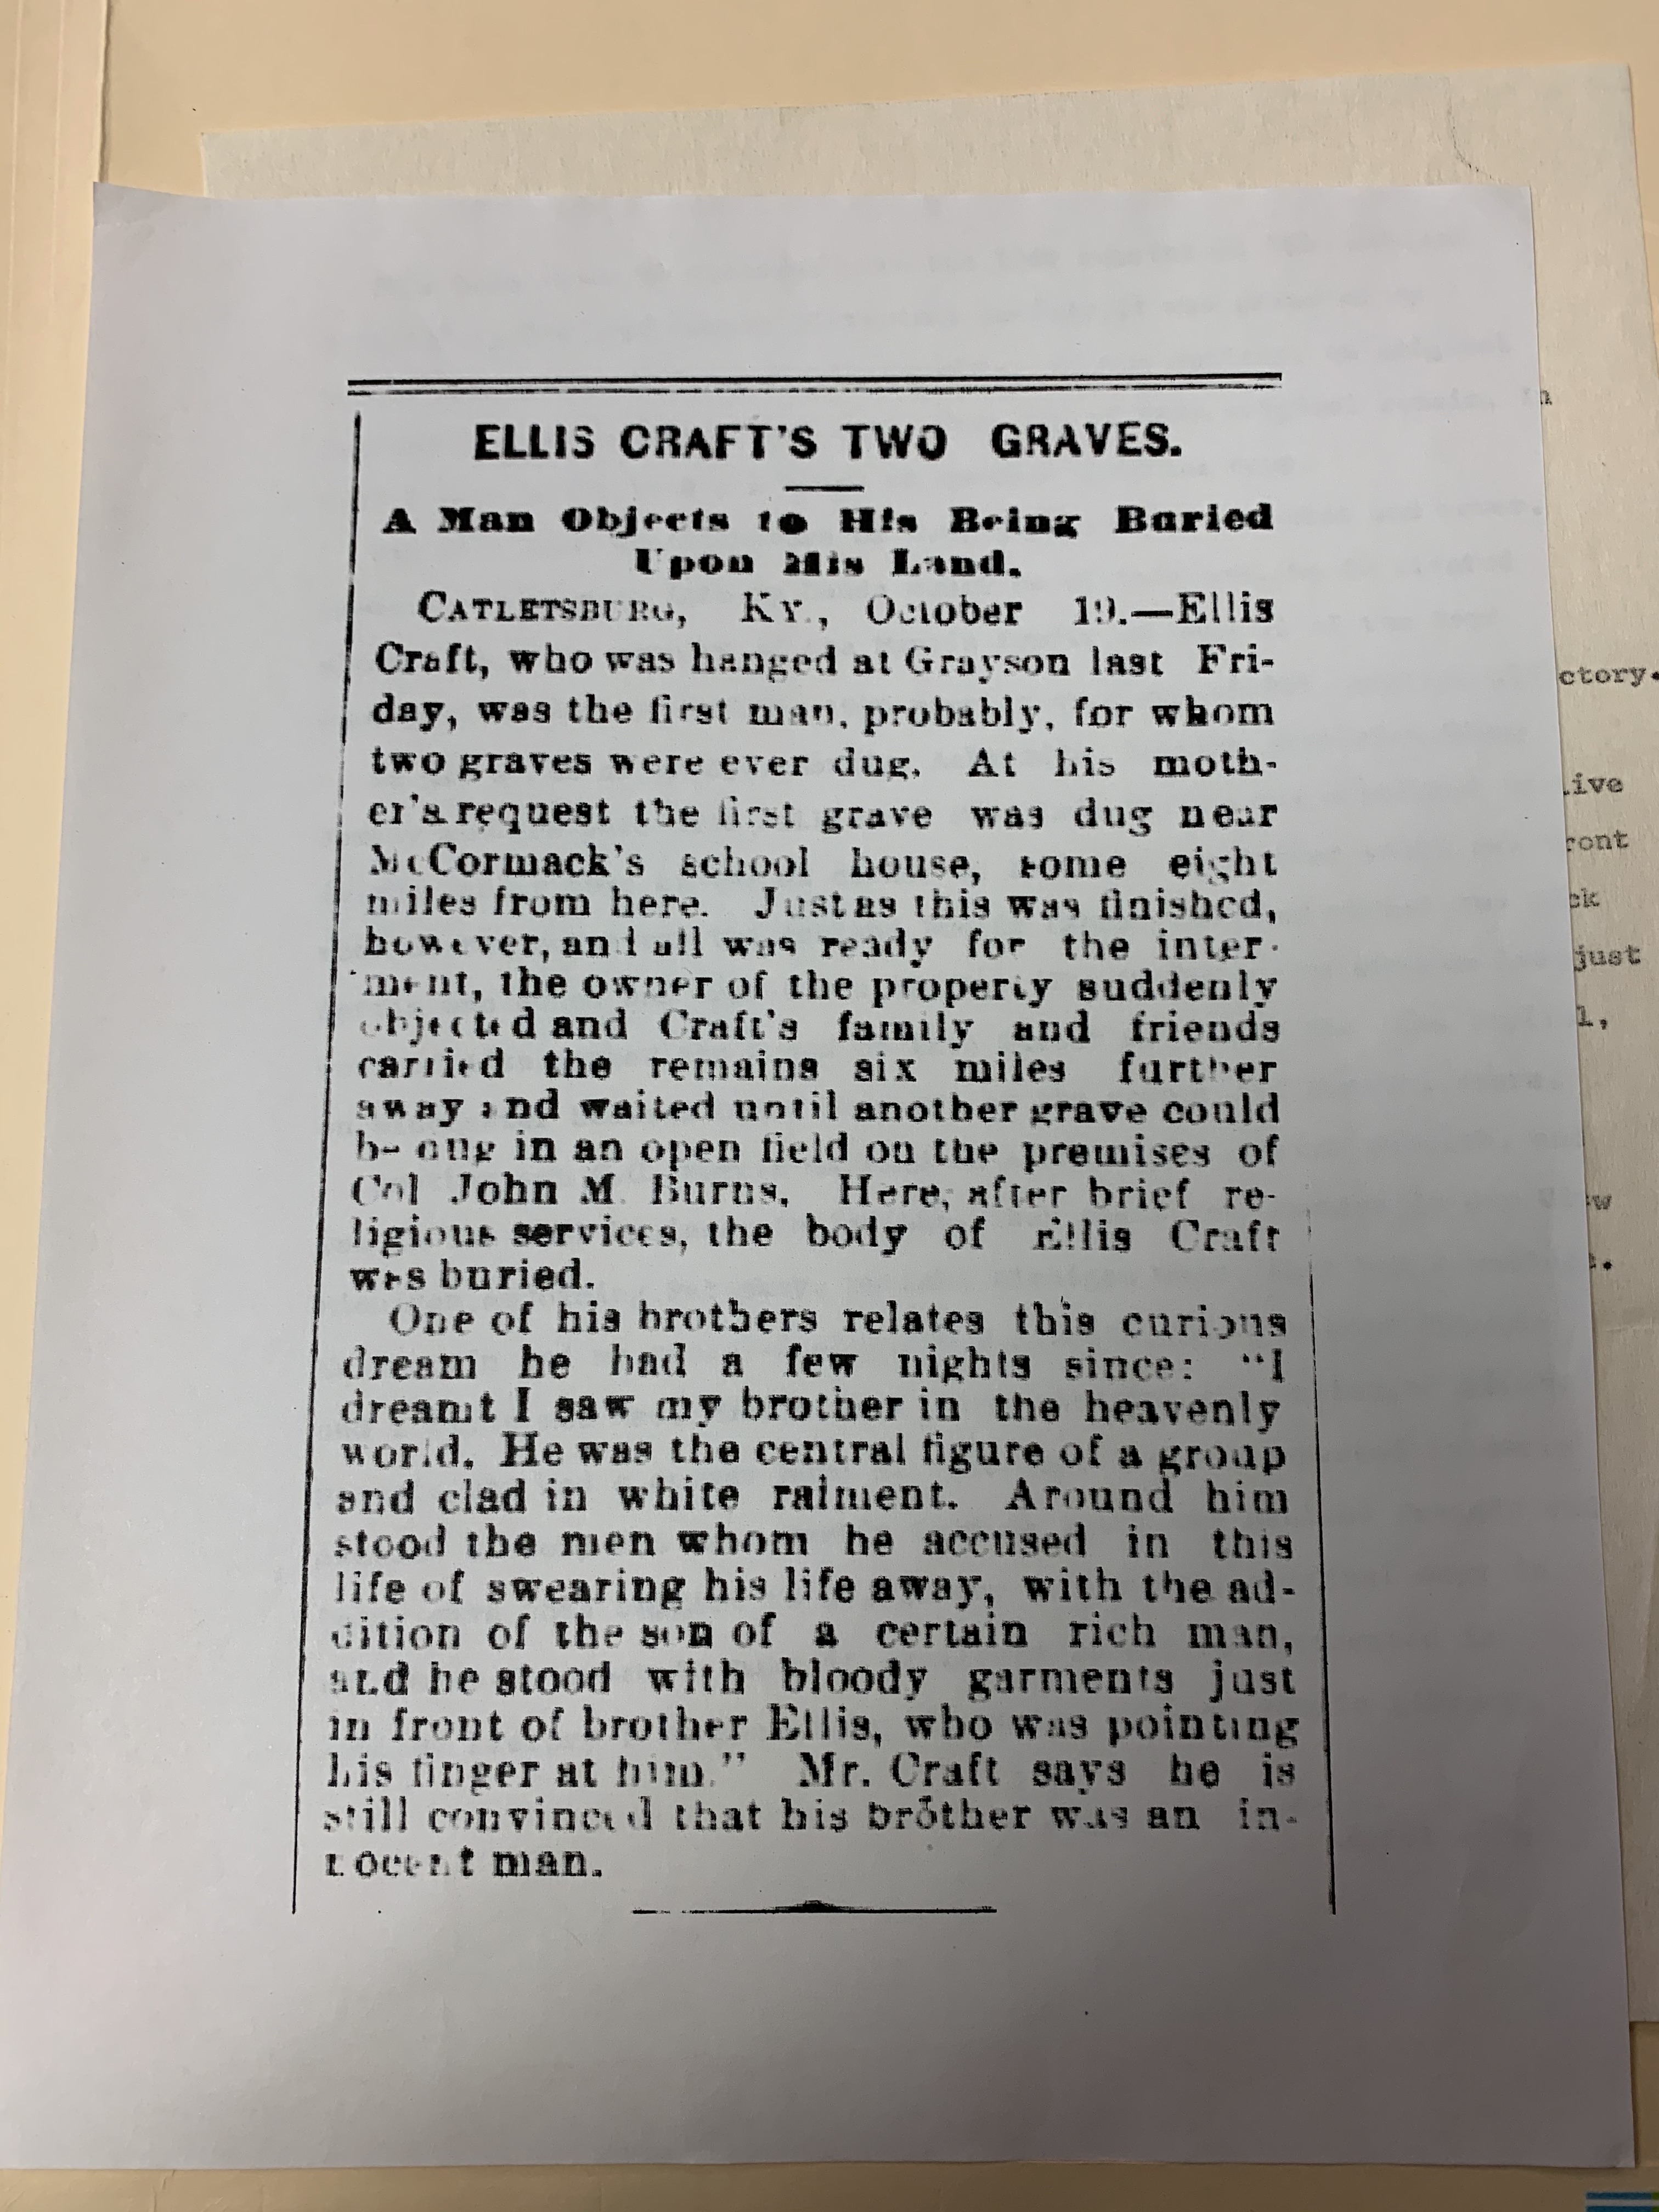 ELLIS CRAFT'S TWO GRAVES.
A Man Objects to His Being Buried
Upon His Land.
CATLETSBURG, KY., October 19.—Ellis
Craft, who was hanged at Grayson last Fri-
day, was the first man, probably, for whom
two graves were ever dug. At his moth-
er's request the first grave was dug near
McCormack's school house, some eight
miles from here. Just as this was finished,
however, and all was ready for the inter-
ment, the owner of the property suddenly
objected and Craft's family and friends
carried the remains six miles further
away and waited until another grave could
be dug in an open field on the premises of
Col John M. Burns. Here, after brief re-
ligious services, the body of Ellis Craft
was buried.
One of his brothers relates this curious
dream he had a few nights since: "I
dreamt I saw my brother in the heavenly
world. He was the central figure of a group
and clad in white raiment. Around him
stood the men whom he accused in this
life of swearing his life away, with the ad-
dition of the son of a certain rich man,
and he stood with bloody garments just
in front of brother Ellis, who was pointing
his finger at him." Mr. Craft says he is
still convinced that his brother was an in-
nocent man.
ctory.
ive
ront
ck
just
l,
w